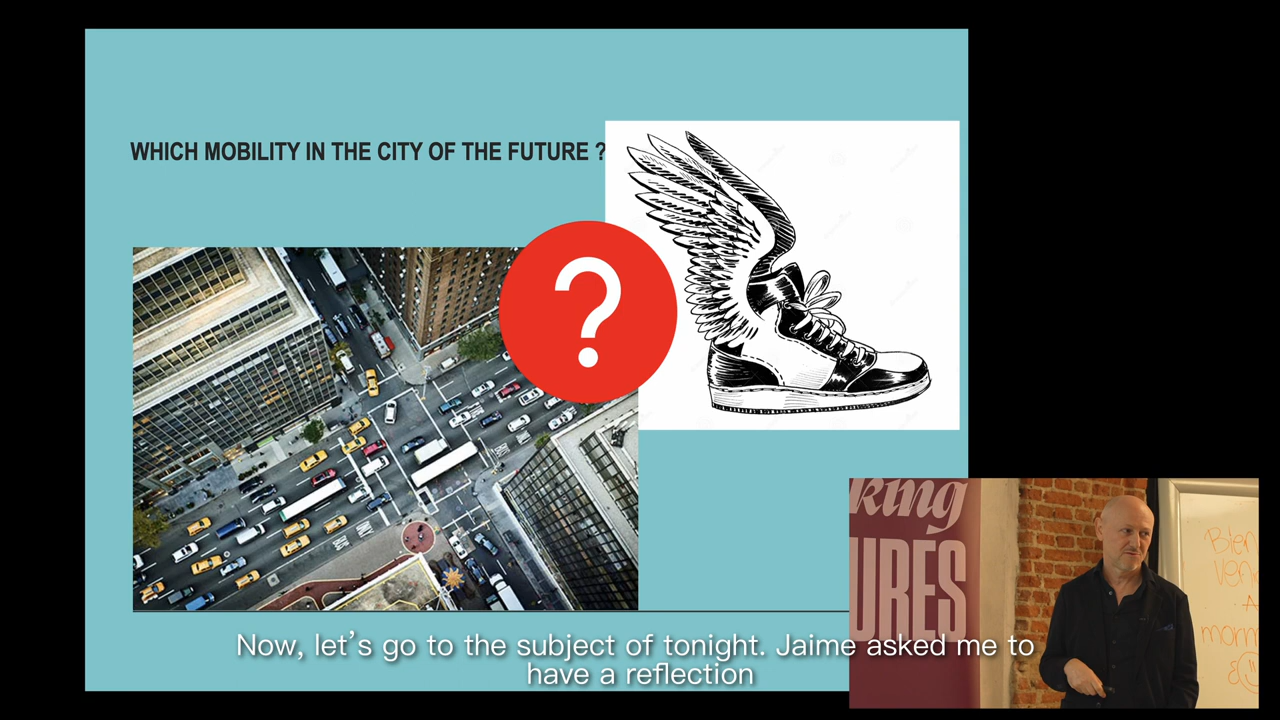 WHICH MOBILITY IN THE CITY OF THE FUTURE ?
?
king
URES
Now, let's go to the subject of tonight. Jaime asked me to
have a reflection